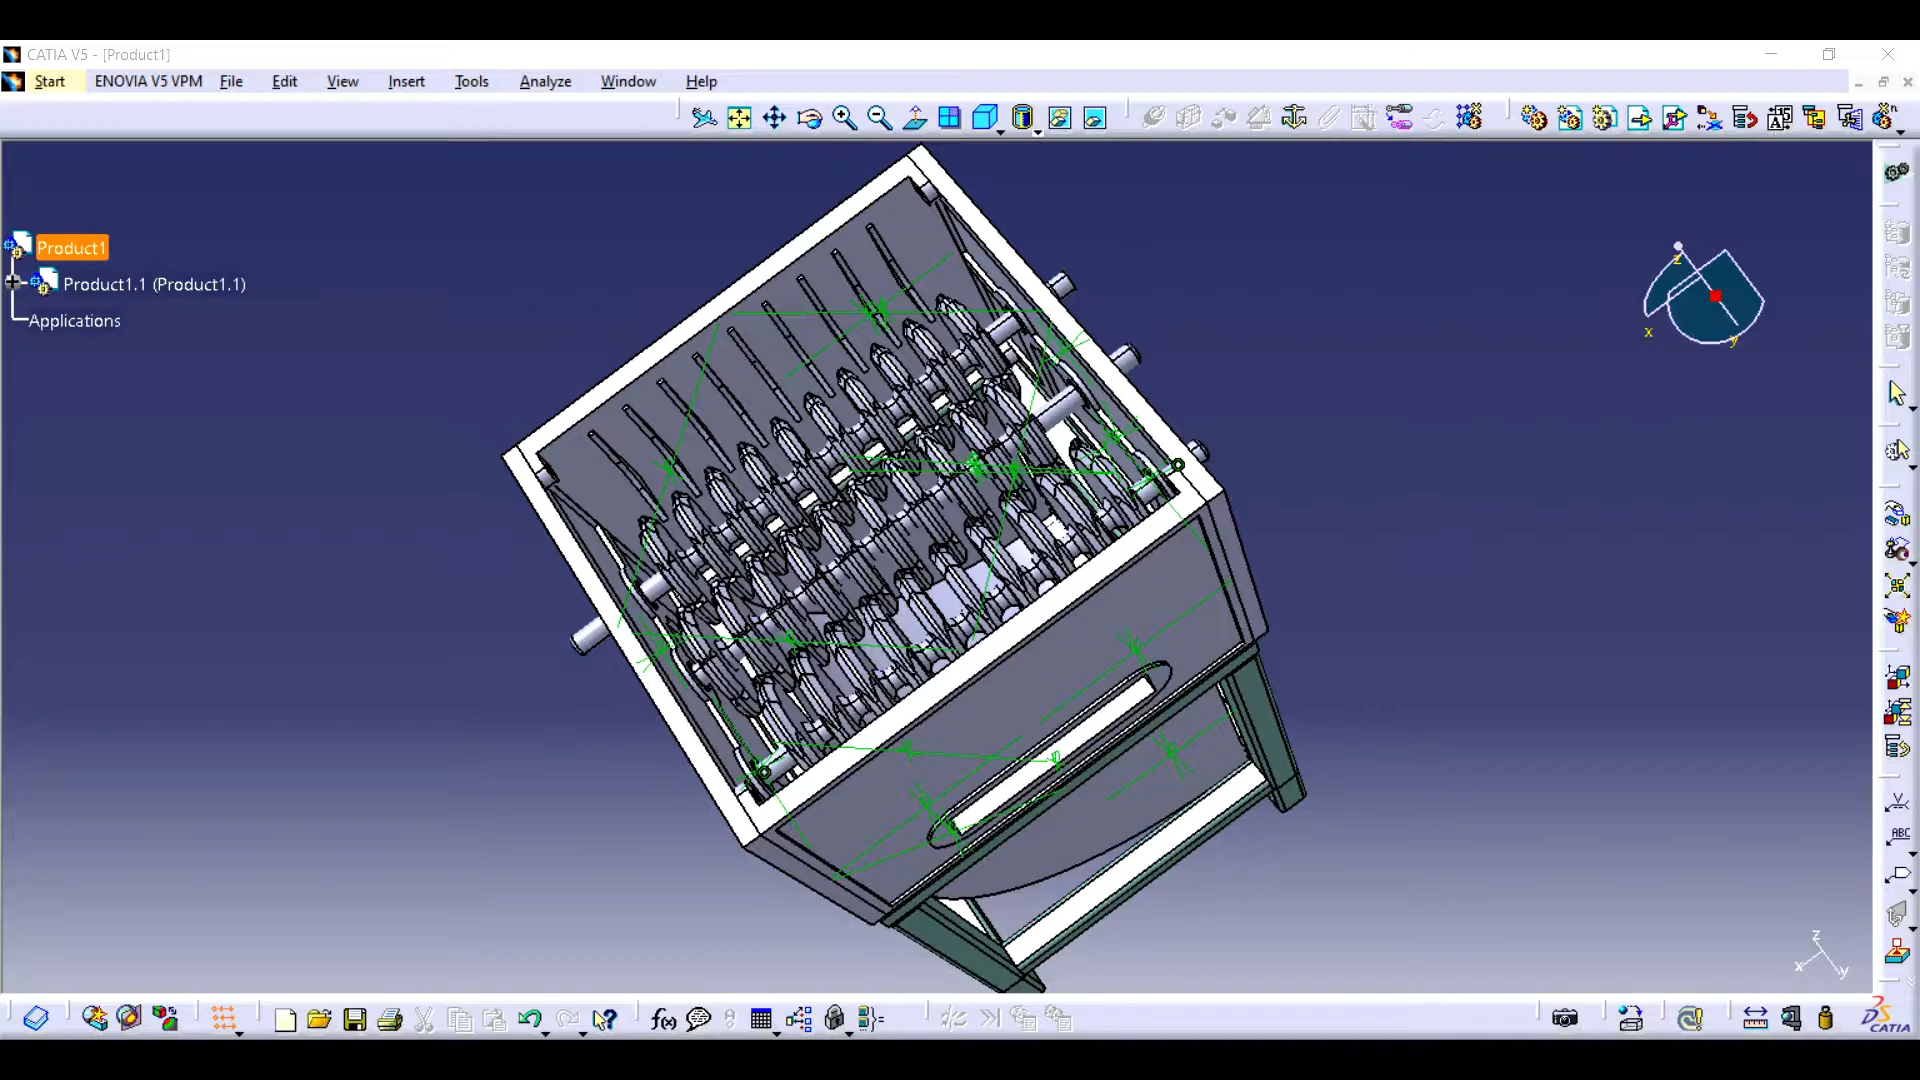 CATIA V5 - [Product1]
Start ENOVIA V5 VPM File Edit View Insert Tools Analyze Window Help
Product1
Product1.1 (Product1.1)
Applications
z
x
y
z
x
y
ABC
f(x)
CATIA